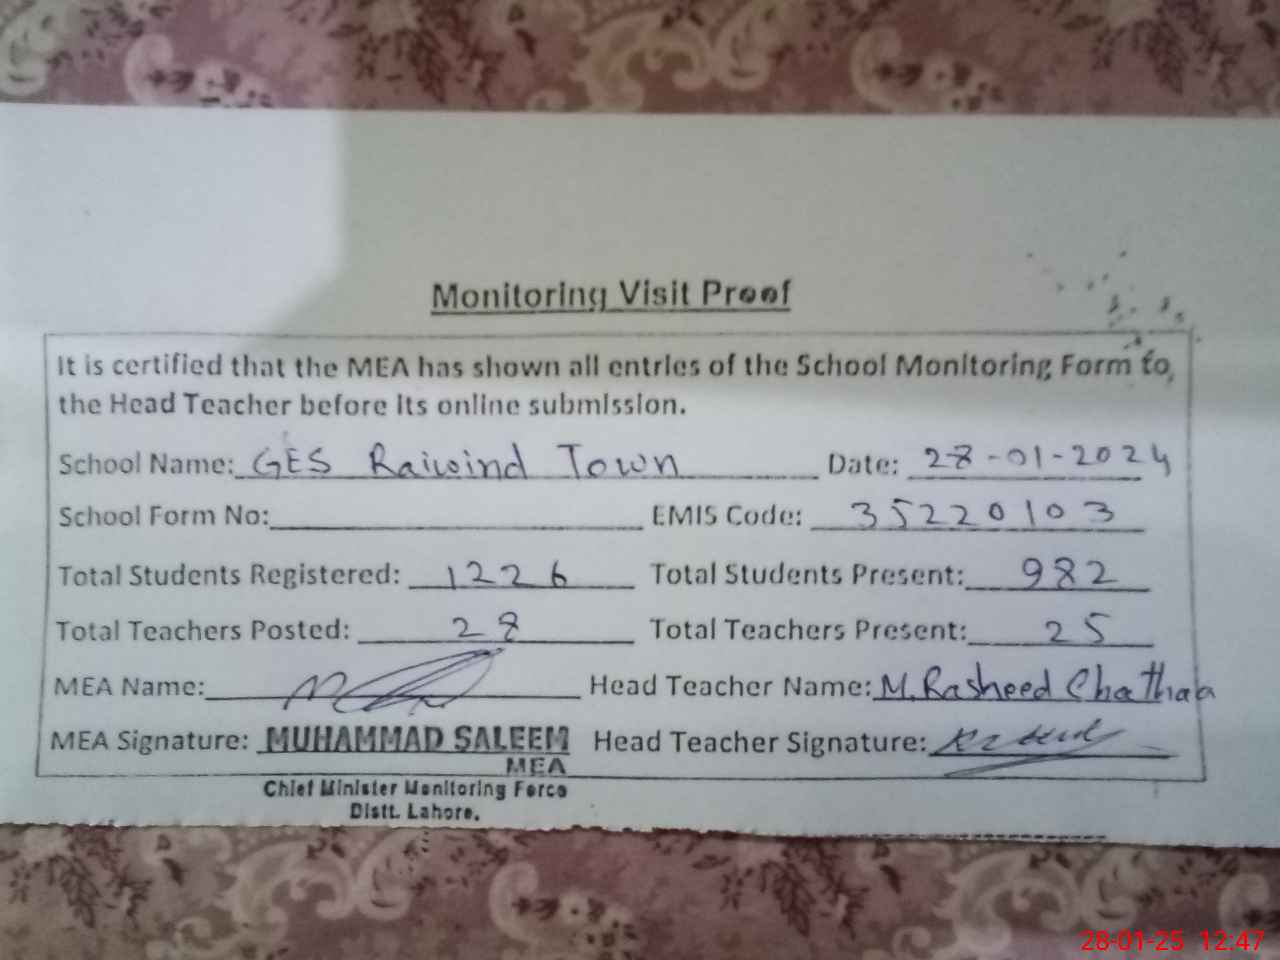 Monitoring Visit Proof
It is certified that the MEA has shown all entries of the School Monitoring Form to,
the Head Teacher before its online submission.
School Name: GES Raiwind Town Date: 28-01-2024
School Form No: EMIS Code: 35220103
Total Students Registered: 1226 Total Students Present: 982
Total Teachers Posted: 28 Total Teachers Present: 25
MEA Name: Head Teacher Name: M. Rasheed Chathaa
MEA Signature: MUHAMMAD SALEEM Head Teacher Signature:
MEA
Chief Minister Monitoring Force
Distt. Lahore.
28-01-25 12:47